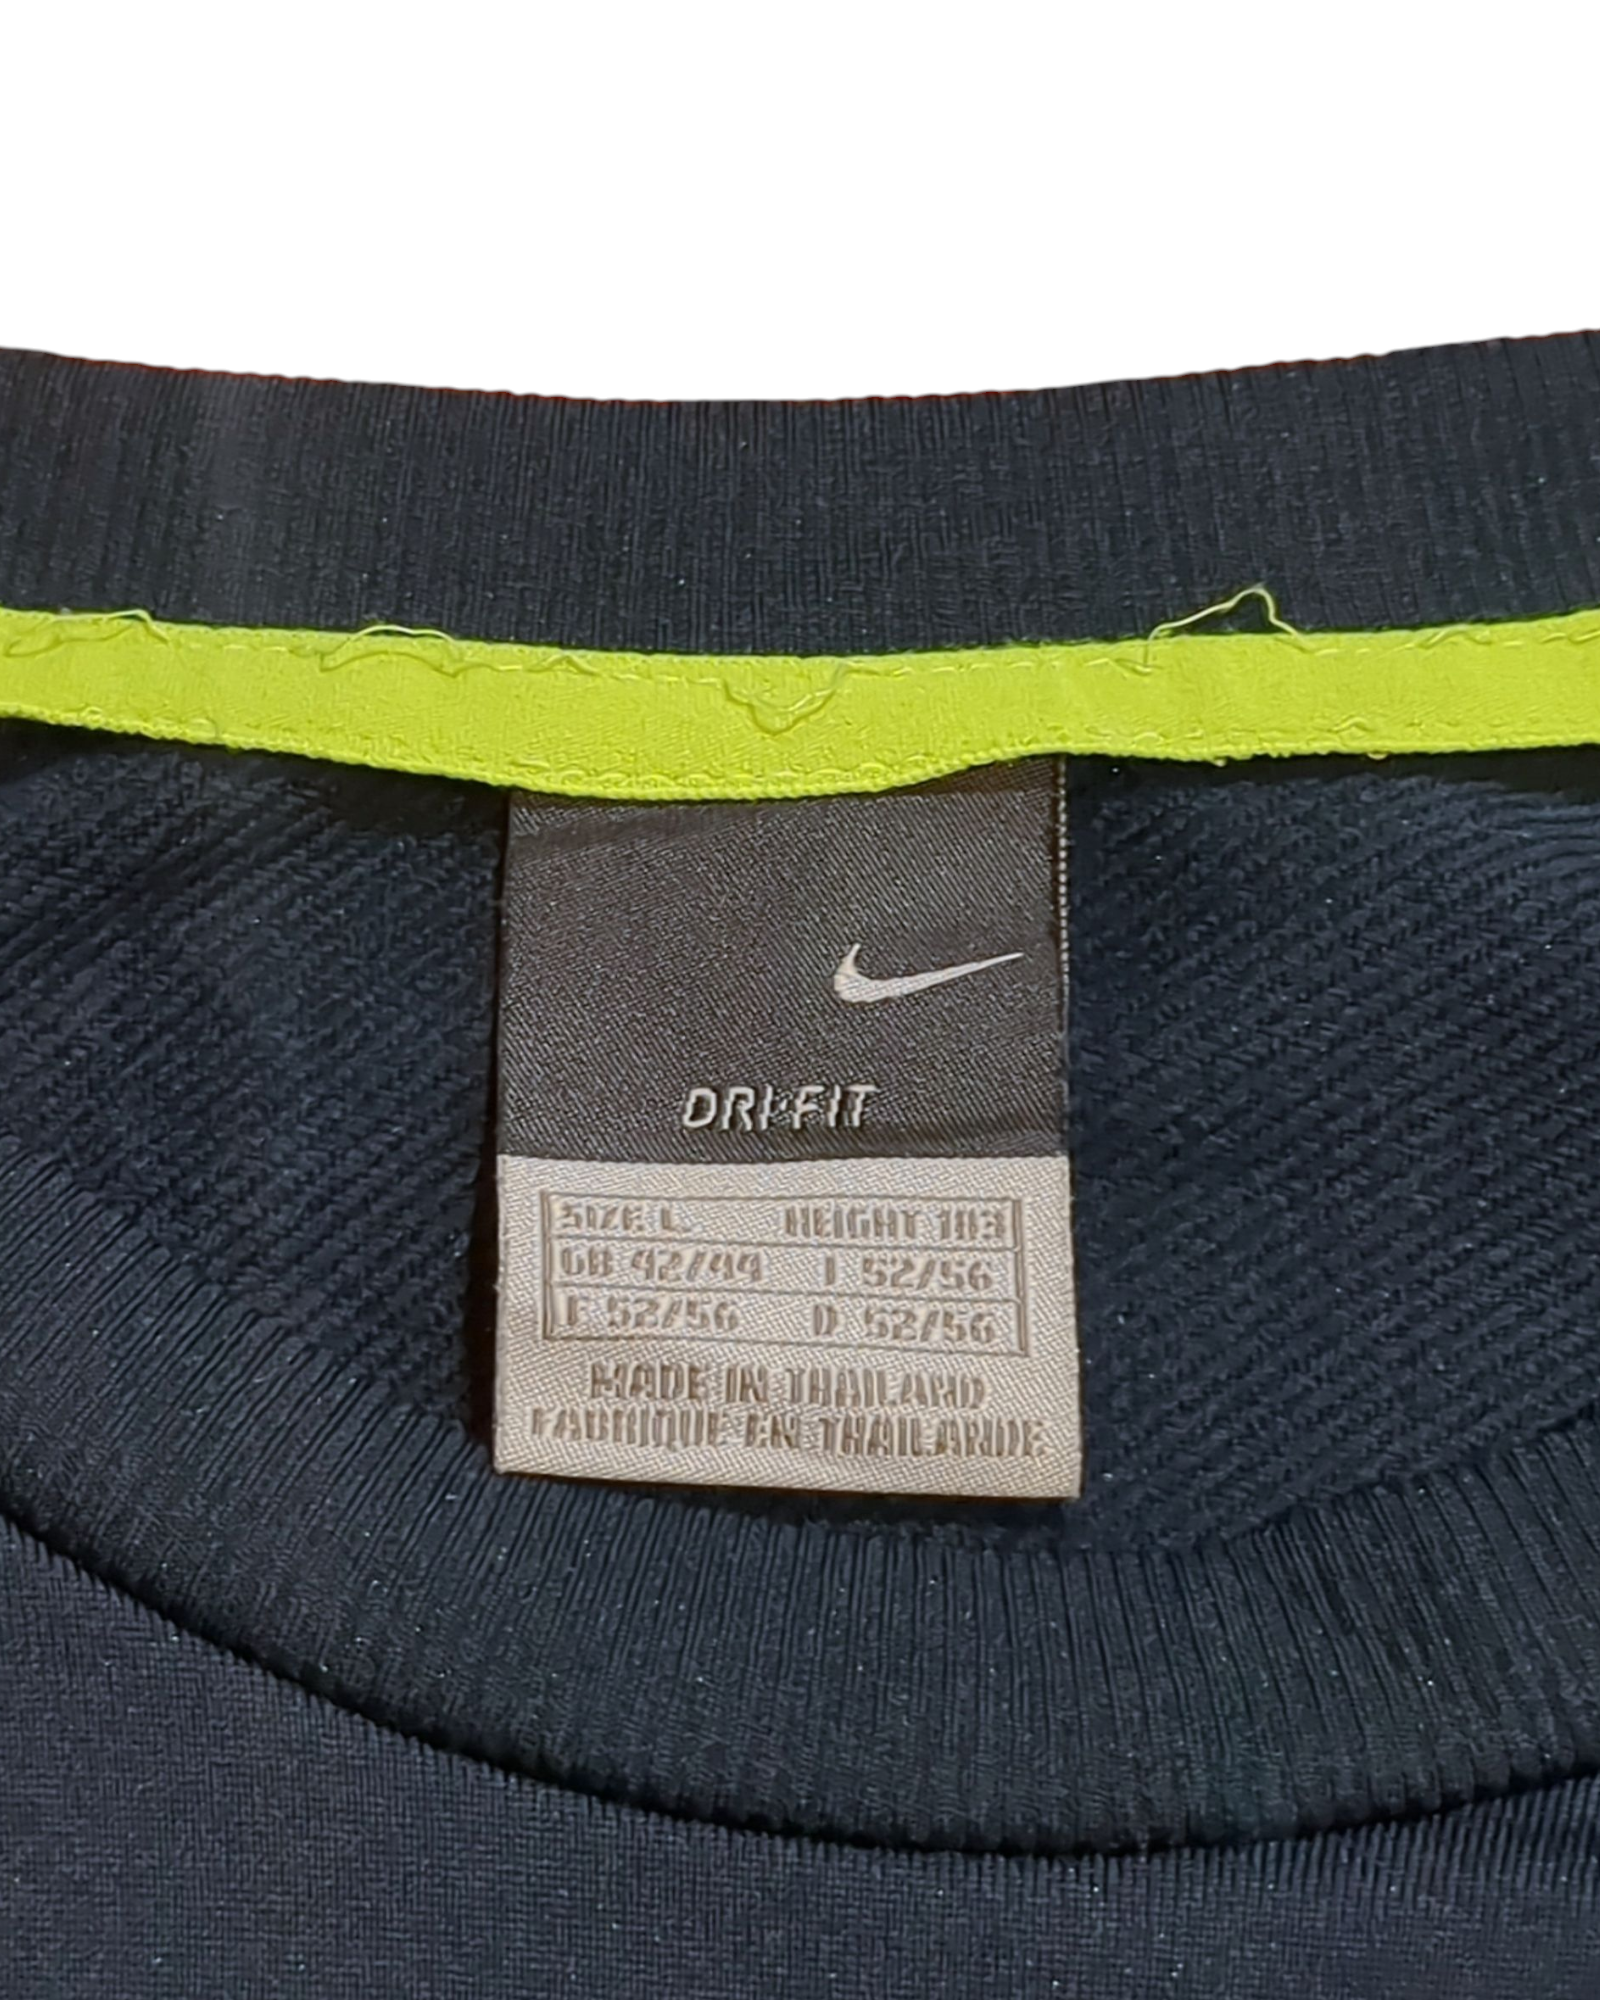 DRI-FIT
SIZE L HEIGHT 183
GB 42/44 I 52/56
F 52/56 D 52/56
MADE IN THAILAND
FABRIQUE EN THAILANDE